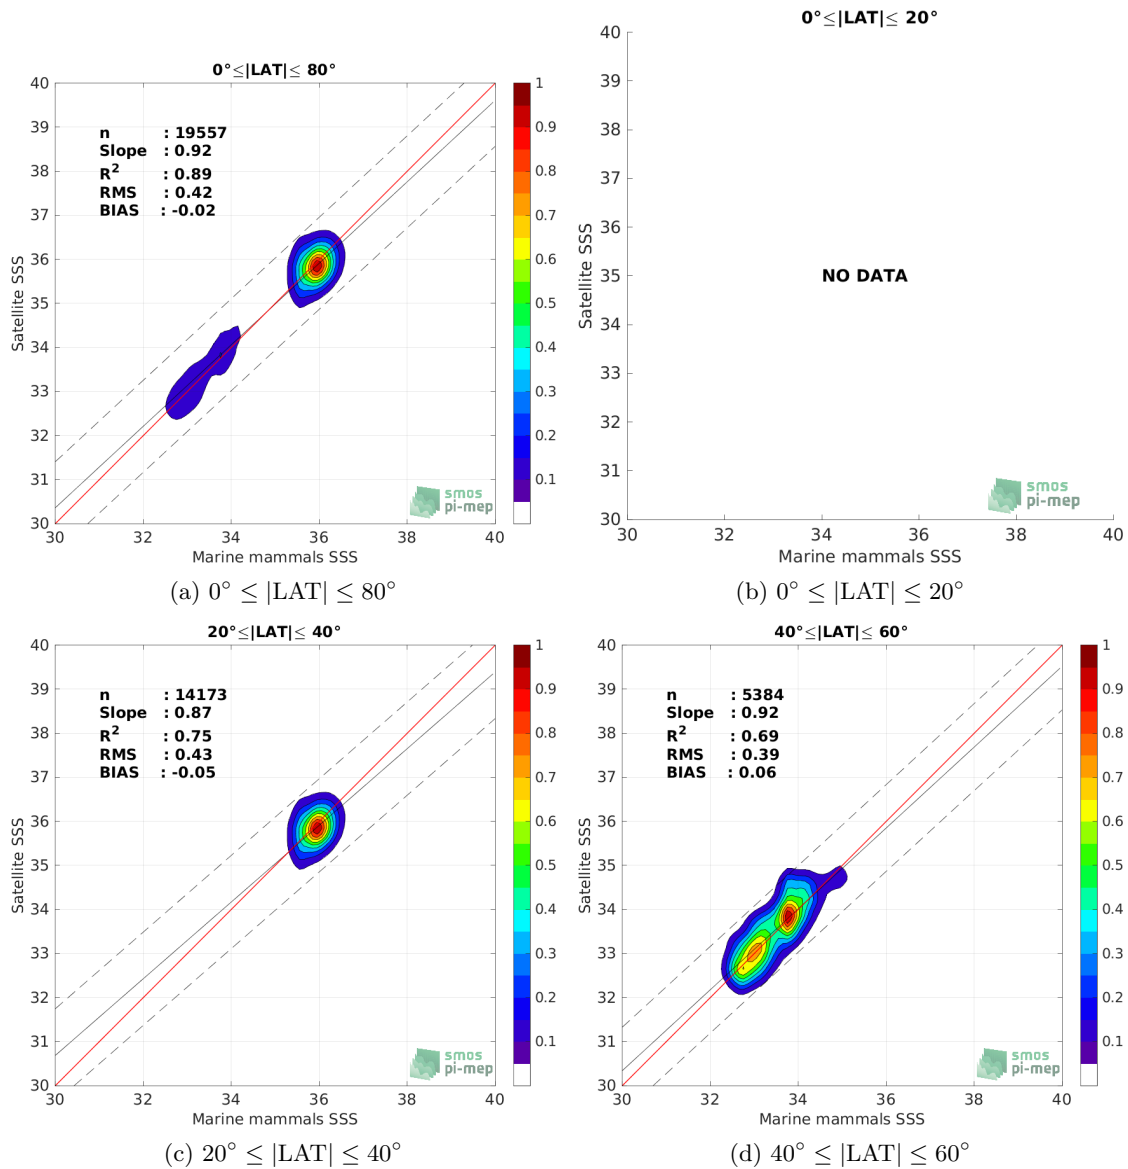 0°≤|LAT|≤ 80°
40
39
38
37
36
35
34
33
32
31
30
n : 19557
Slope : 0.92
R² : 0.89
RMS : 0.42
BIAS : -0.02
smos
pi-mep
30 32 34 36 38 40
Marine mammals SSS
Satellite SSS
1
0.9
0.8
0.7
0.6
0.5
0.4
0.3
0.2
0.1
(a) 0° ≤ |LAT| ≤ 80°
0°≤|LAT|≤ 20°
40
39
38
37
36
35
34
33
32
31
30
NO DATA
smos
pi-mep
30 32 34 36 38 40
Marine mammals SSS
Satellite SSS
(b) 0° ≤ |LAT| ≤ 20°
20°≤|LAT|≤ 40°
40
39
38
37
36
35
34
33
32
31
30
n : 14173
Slope : 0.87
R² : 0.75
RMS : 0.43
BIAS : -0.05
smos
pi-mep
30 32 34 36 38 40
Marine mammals SSS
Satellite SSS
1
0.9
0.8
0.7
0.6
0.5
0.4
0.3
0.2
0.1
(c) 20° ≤ |LAT| ≤ 40°
40°≤|LAT|≤ 60°
40
39
38
37
36
35
34
33
32
31
30
n : 5384
Slope : 0.92
R² : 0.69
RMS : 0.39
BIAS : 0.06
smos
pi-mep
30 32 34 36 38 40
Marine mammals SSS
Satellite SSS
1
0.9
0.8
0.7
0.6
0.5
0.4
0.3
0.2
0.1
(d) 40° ≤ |LAT| ≤ 60°